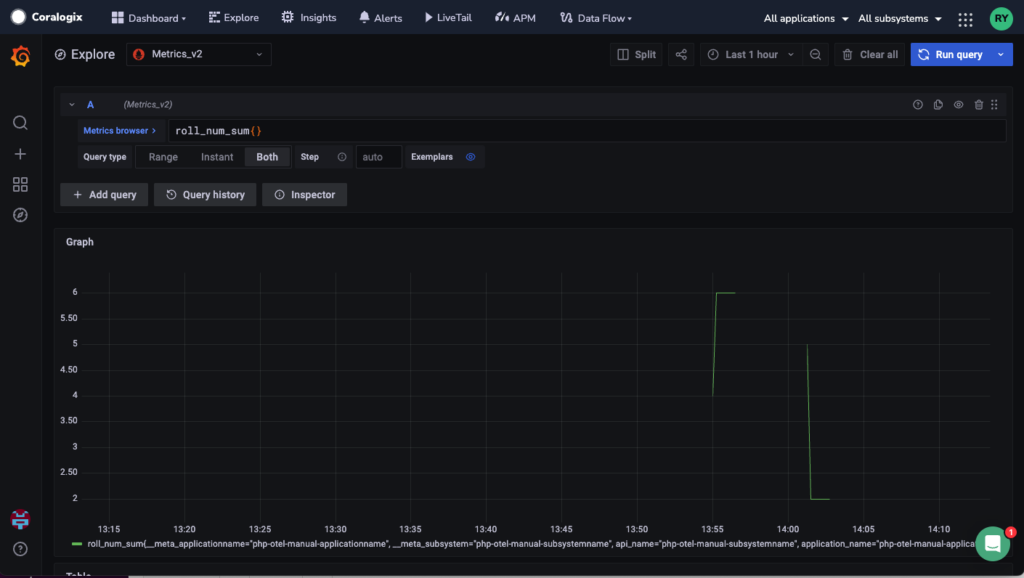 Coralogix Dashboard Explore Insights Alerts LiveTail APM Data Flow All applications All subsystems RY
Explore Metrics_v2 Split Last 1 hour Clear all Run query
A (Metrics_v2)
Metrics browser > roll_num_sum{}
Query type Range Instant Both Step auto Exemplars
+ Add query Query history Inspector
Graph
6
5.50
5
4.50
4
3.50
3
2.50
2
13:15 13:20 13:25 13:30 13:35 13:40 13:45 13:50 13:55 14:00 14:05 14:10
roll_num_sum{__meta_applicationname="php-otel-manual-applicationname", __meta_subsystem="php-otel-manual-subsystemname", api_name="php-otel-manual-subsystemname", application_name="php-otel-manual-applicat
1